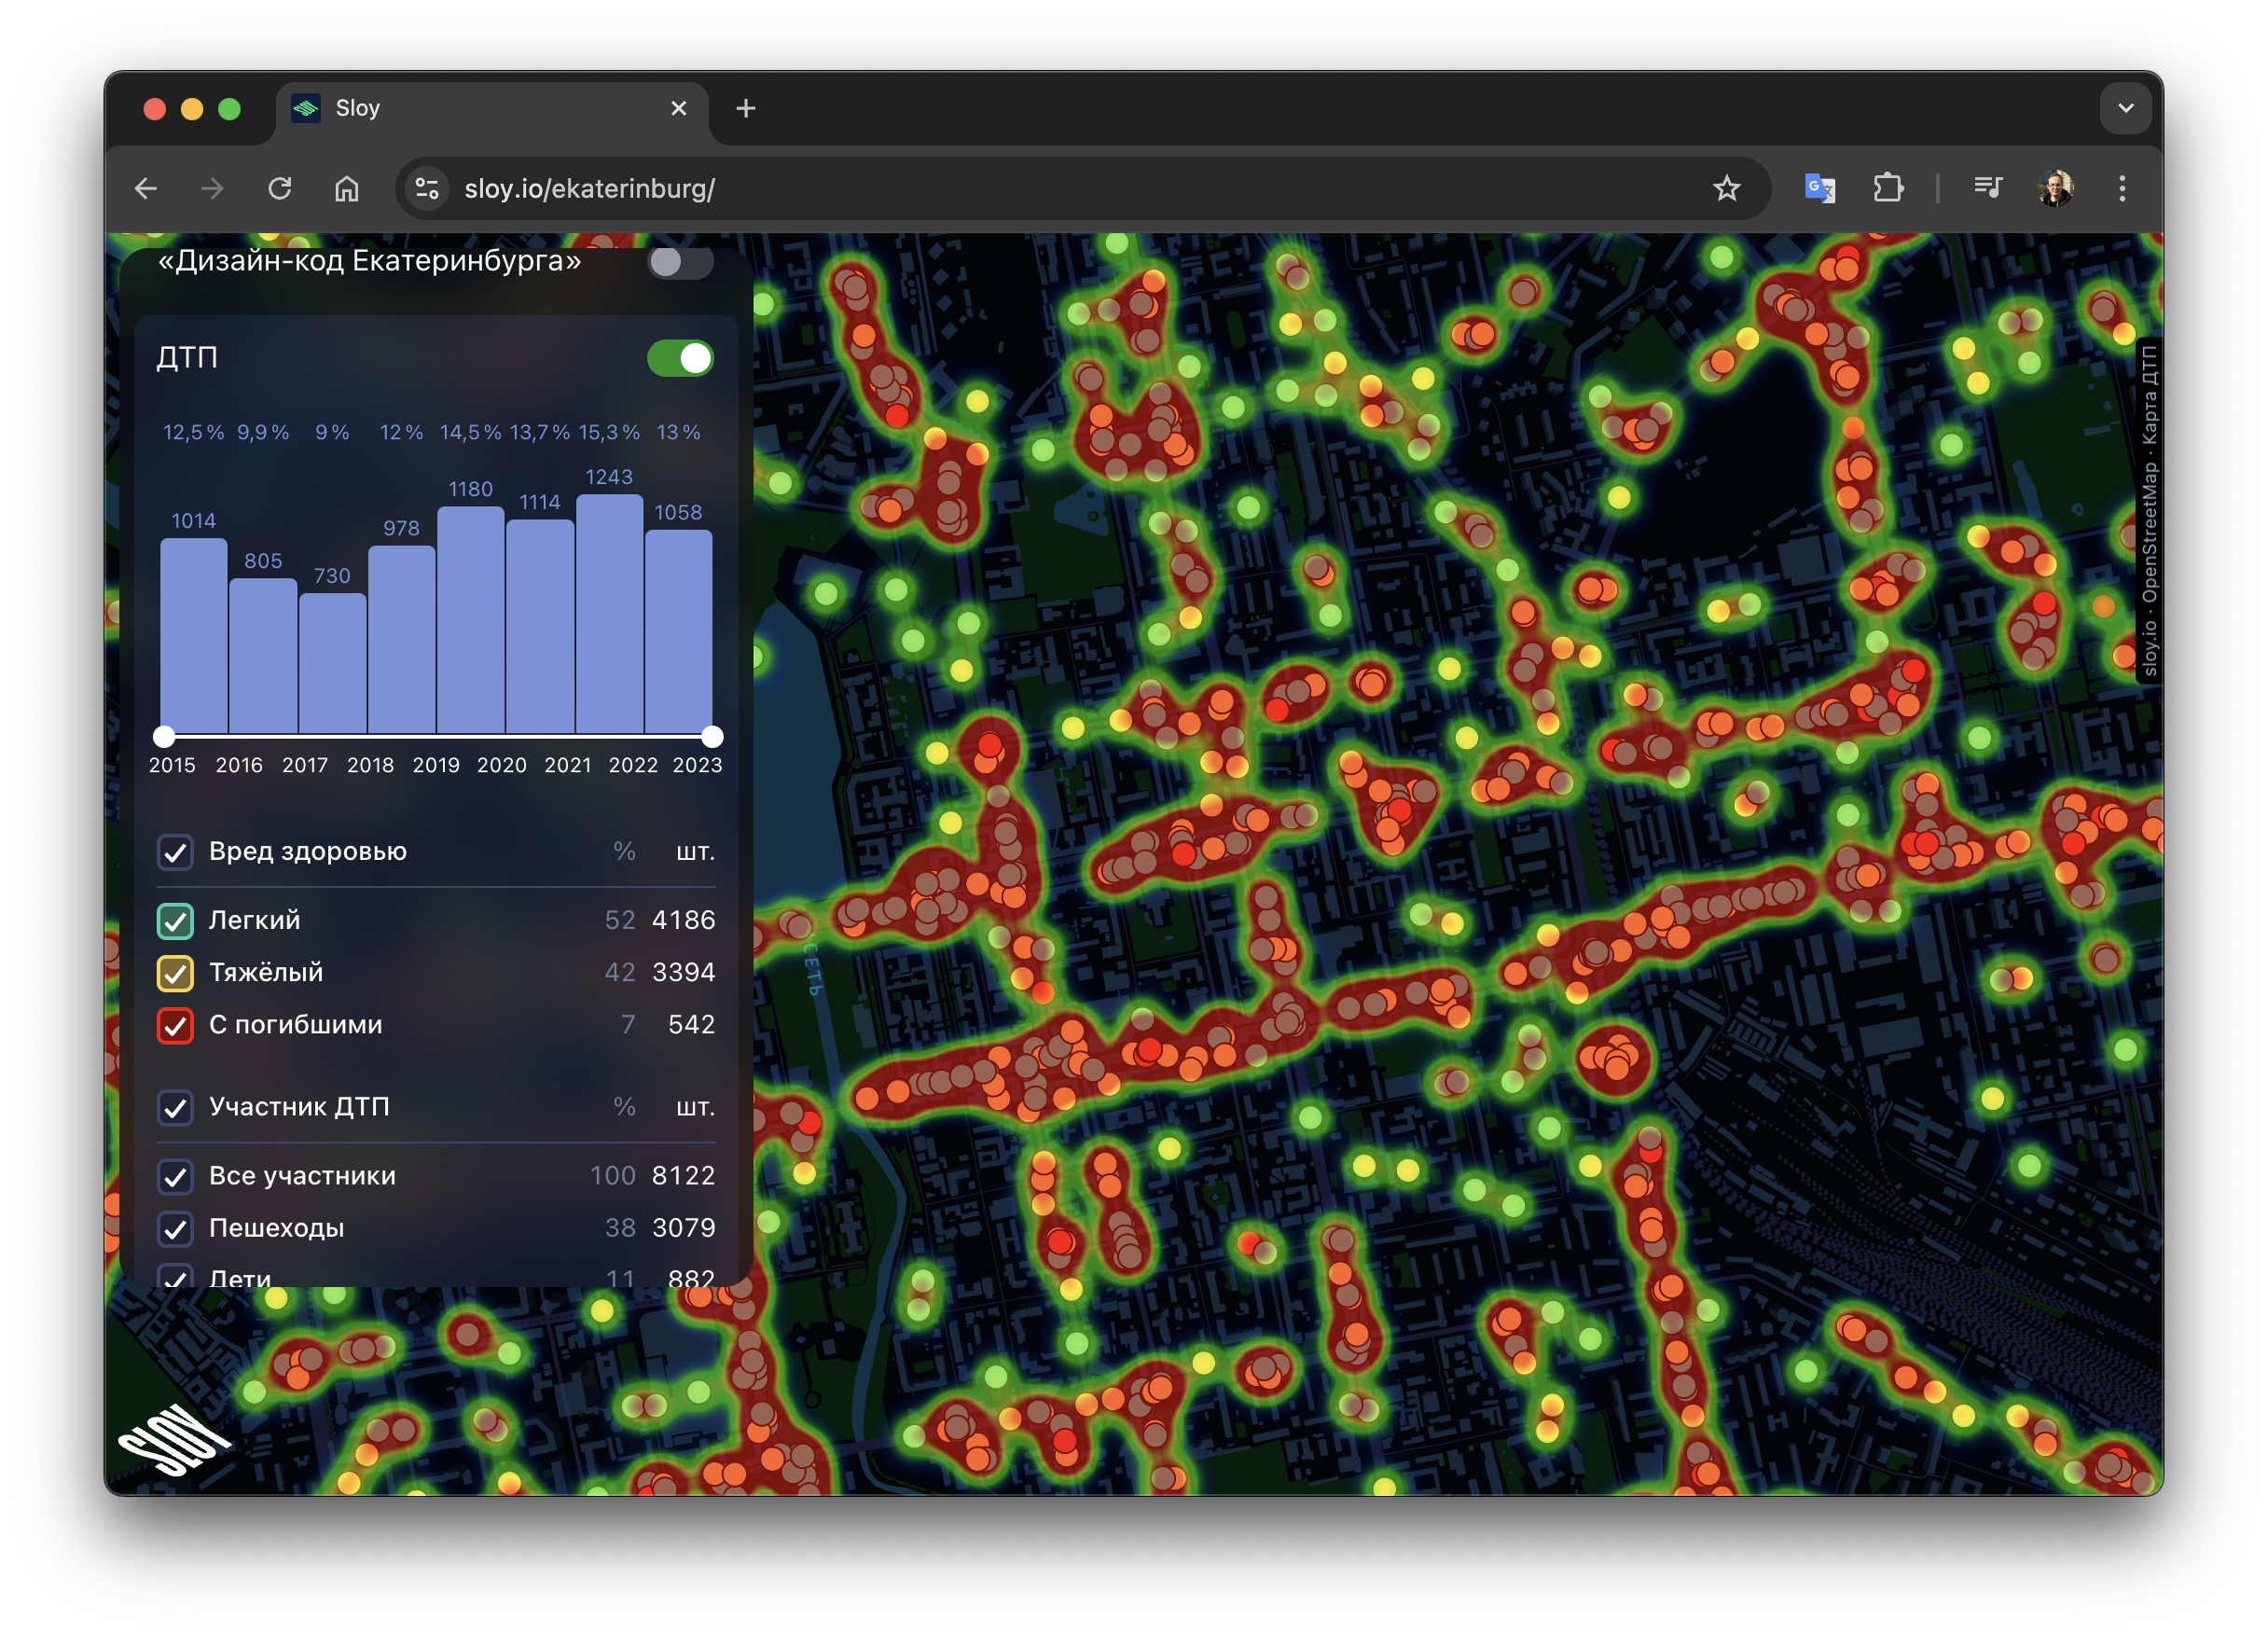 Sloy
sloy.io/ekaterinburg/
«Дизайн-код Екатеринбурга»
ДТП
12,5 % 9,9 % 9 % 12 % 14,5 % 13,7 % 15,3 % 13 %
1014 805 730 978 1180 1114 1243 1058
2015 2016 2017 2018 2019 2020 2021 2022 2023
Вред здоровью % шт.
Легкий 52 4186
Тяжёлый 42 3394
С погибшими 7 542
Участник ДТП % шт.
Все участники 100 8122
Пешеходы 38 3079
Дети 11 882
СЕТЬ
sloy.io · OpenStreetMap · Карта ДТП
SLOY